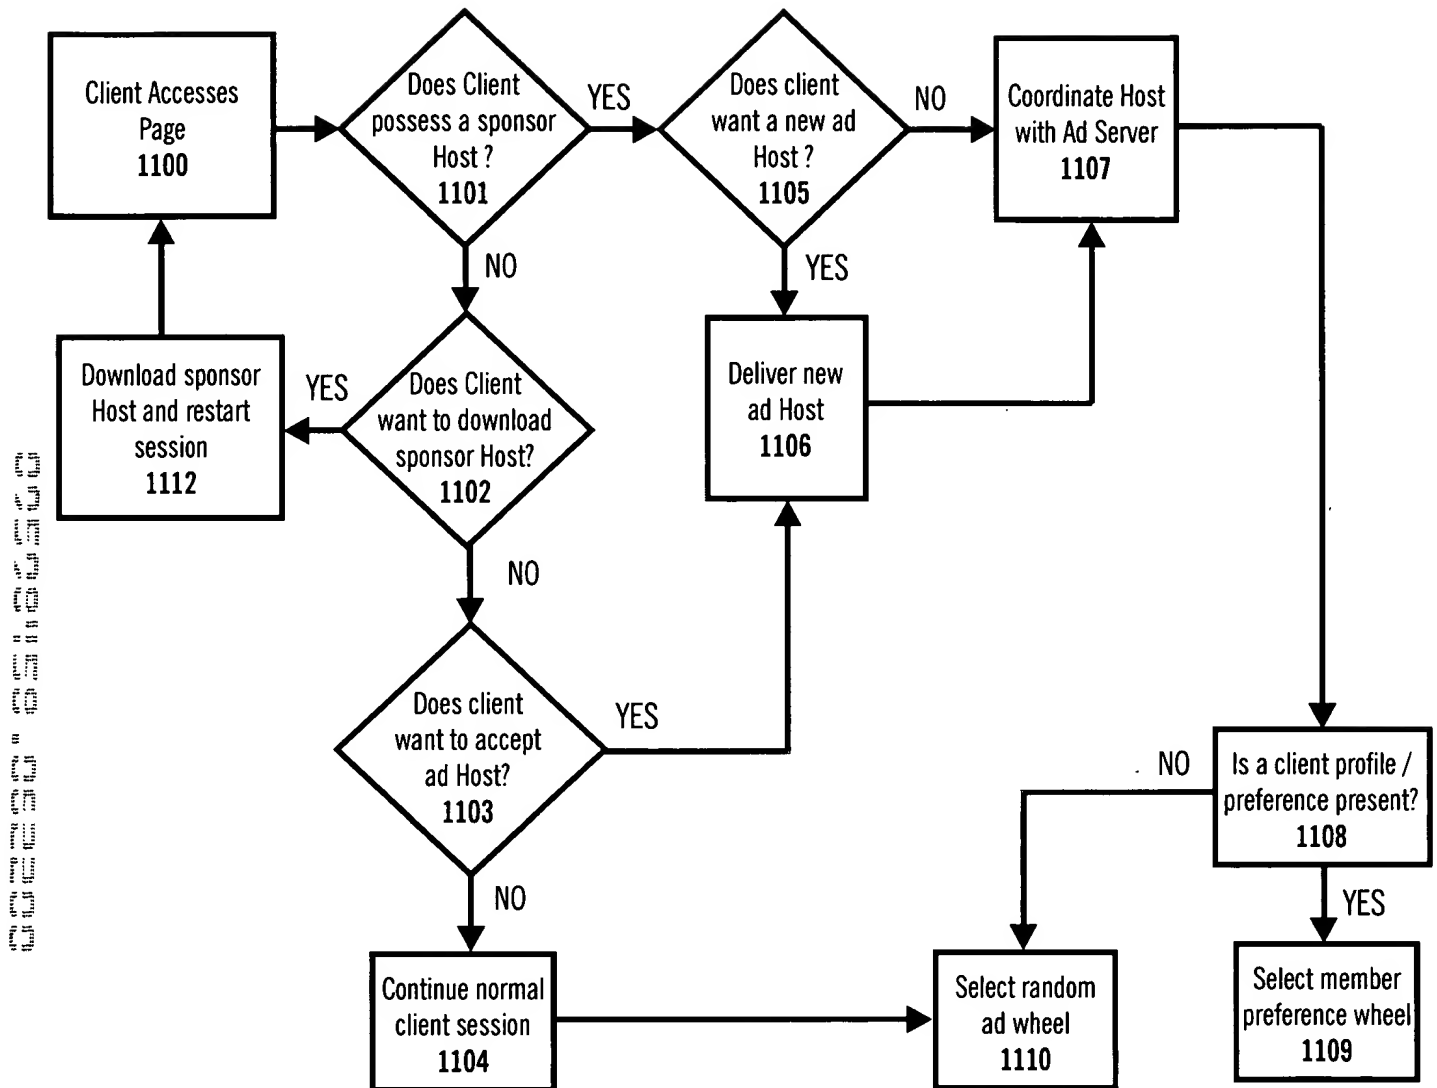 Client Accesses
Page
1100
Does Client
possess a sponsor
Host ?
1101
YES
Does client
want a new ad
Host ?
1105
NO
Coordinate Host
with Ad Server
1107
NO
YES
Download sponsor
Host and restart
session
1112
YES
Does Client
want to download
sponsor Host?
1102
Deliver new
ad Host
1106
NO
Does client
want to accept
ad Host?
1103
YES
NO
Is a client profile /
preference present?
1108
NO
YES
Continue normal
client session
1104
Select random
ad wheel
1110
Select member
preference wheel
1109